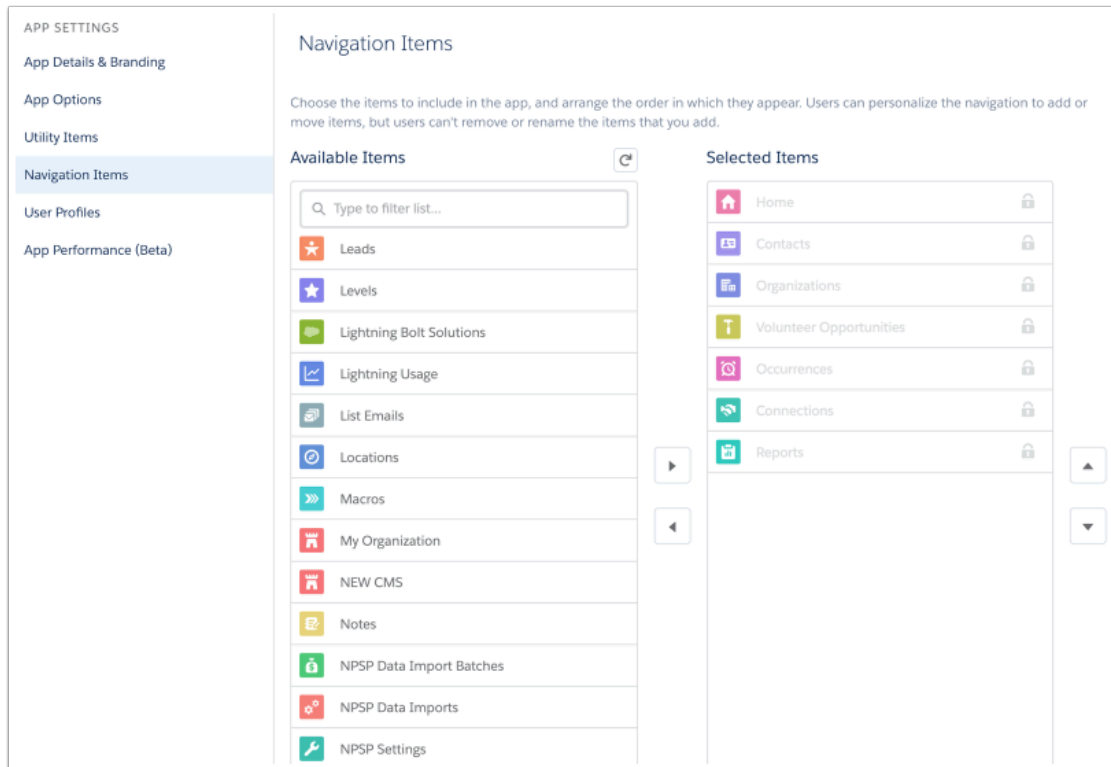 APP SETTINGS
App Details & Branding
App Options
Utility Items
Navigation Items
User Profiles
App Performance (Beta)
Navigation Items
Choose the items to include in the app, and arrange the order in which they appear. Users can personalize the navigation to add or
move items, but users can't remove or rename the items that you add.
Available Items
Type to filter list...
Leads
Levels
Lightning Bolt Solutions
Lightning Usage
List Emails
Locations
Macros
My Organization
NEW CMS
Notes
NPSP Data Import Batches
NPSP Data Imports
NPSP Settings
Selected Items
Home
Contacts
Organizations
Volunteer Opportunities
Occurrences
Connections
Reports